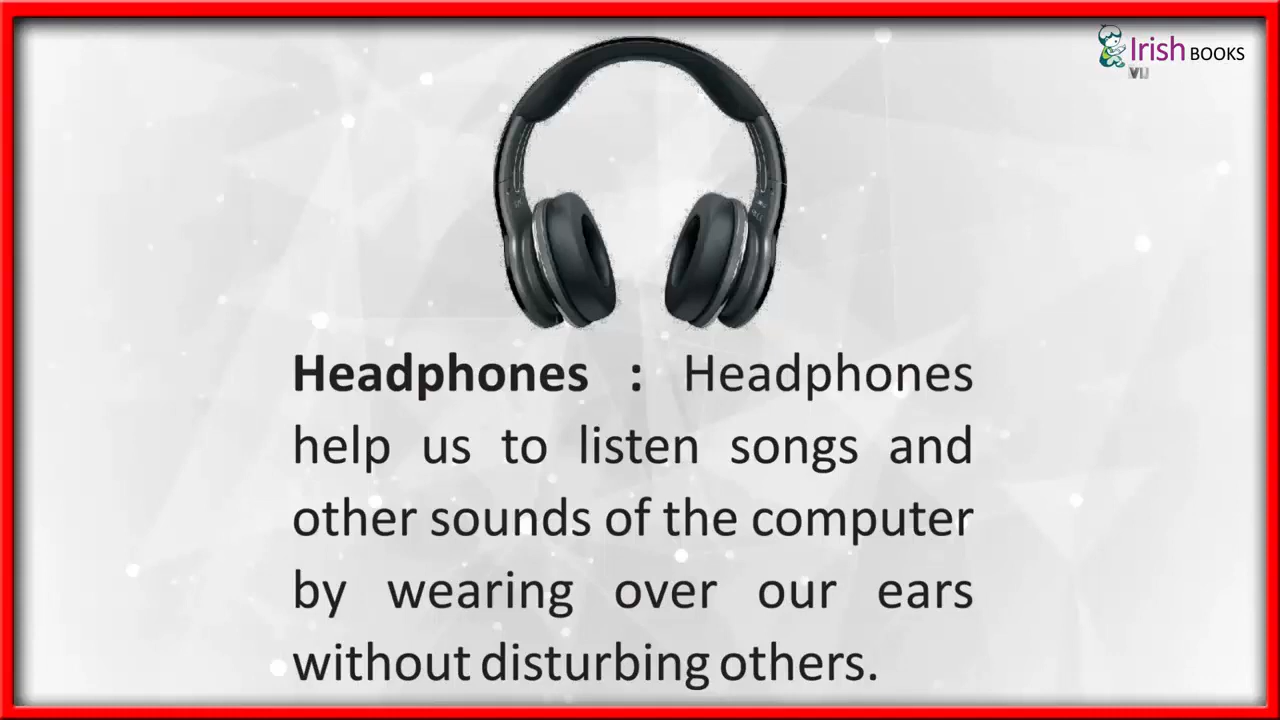 Irish BOOKS
Headphones : Headphones
help us to listen songs and
other sounds of the computer
by wearing over our ears
without disturbing others.